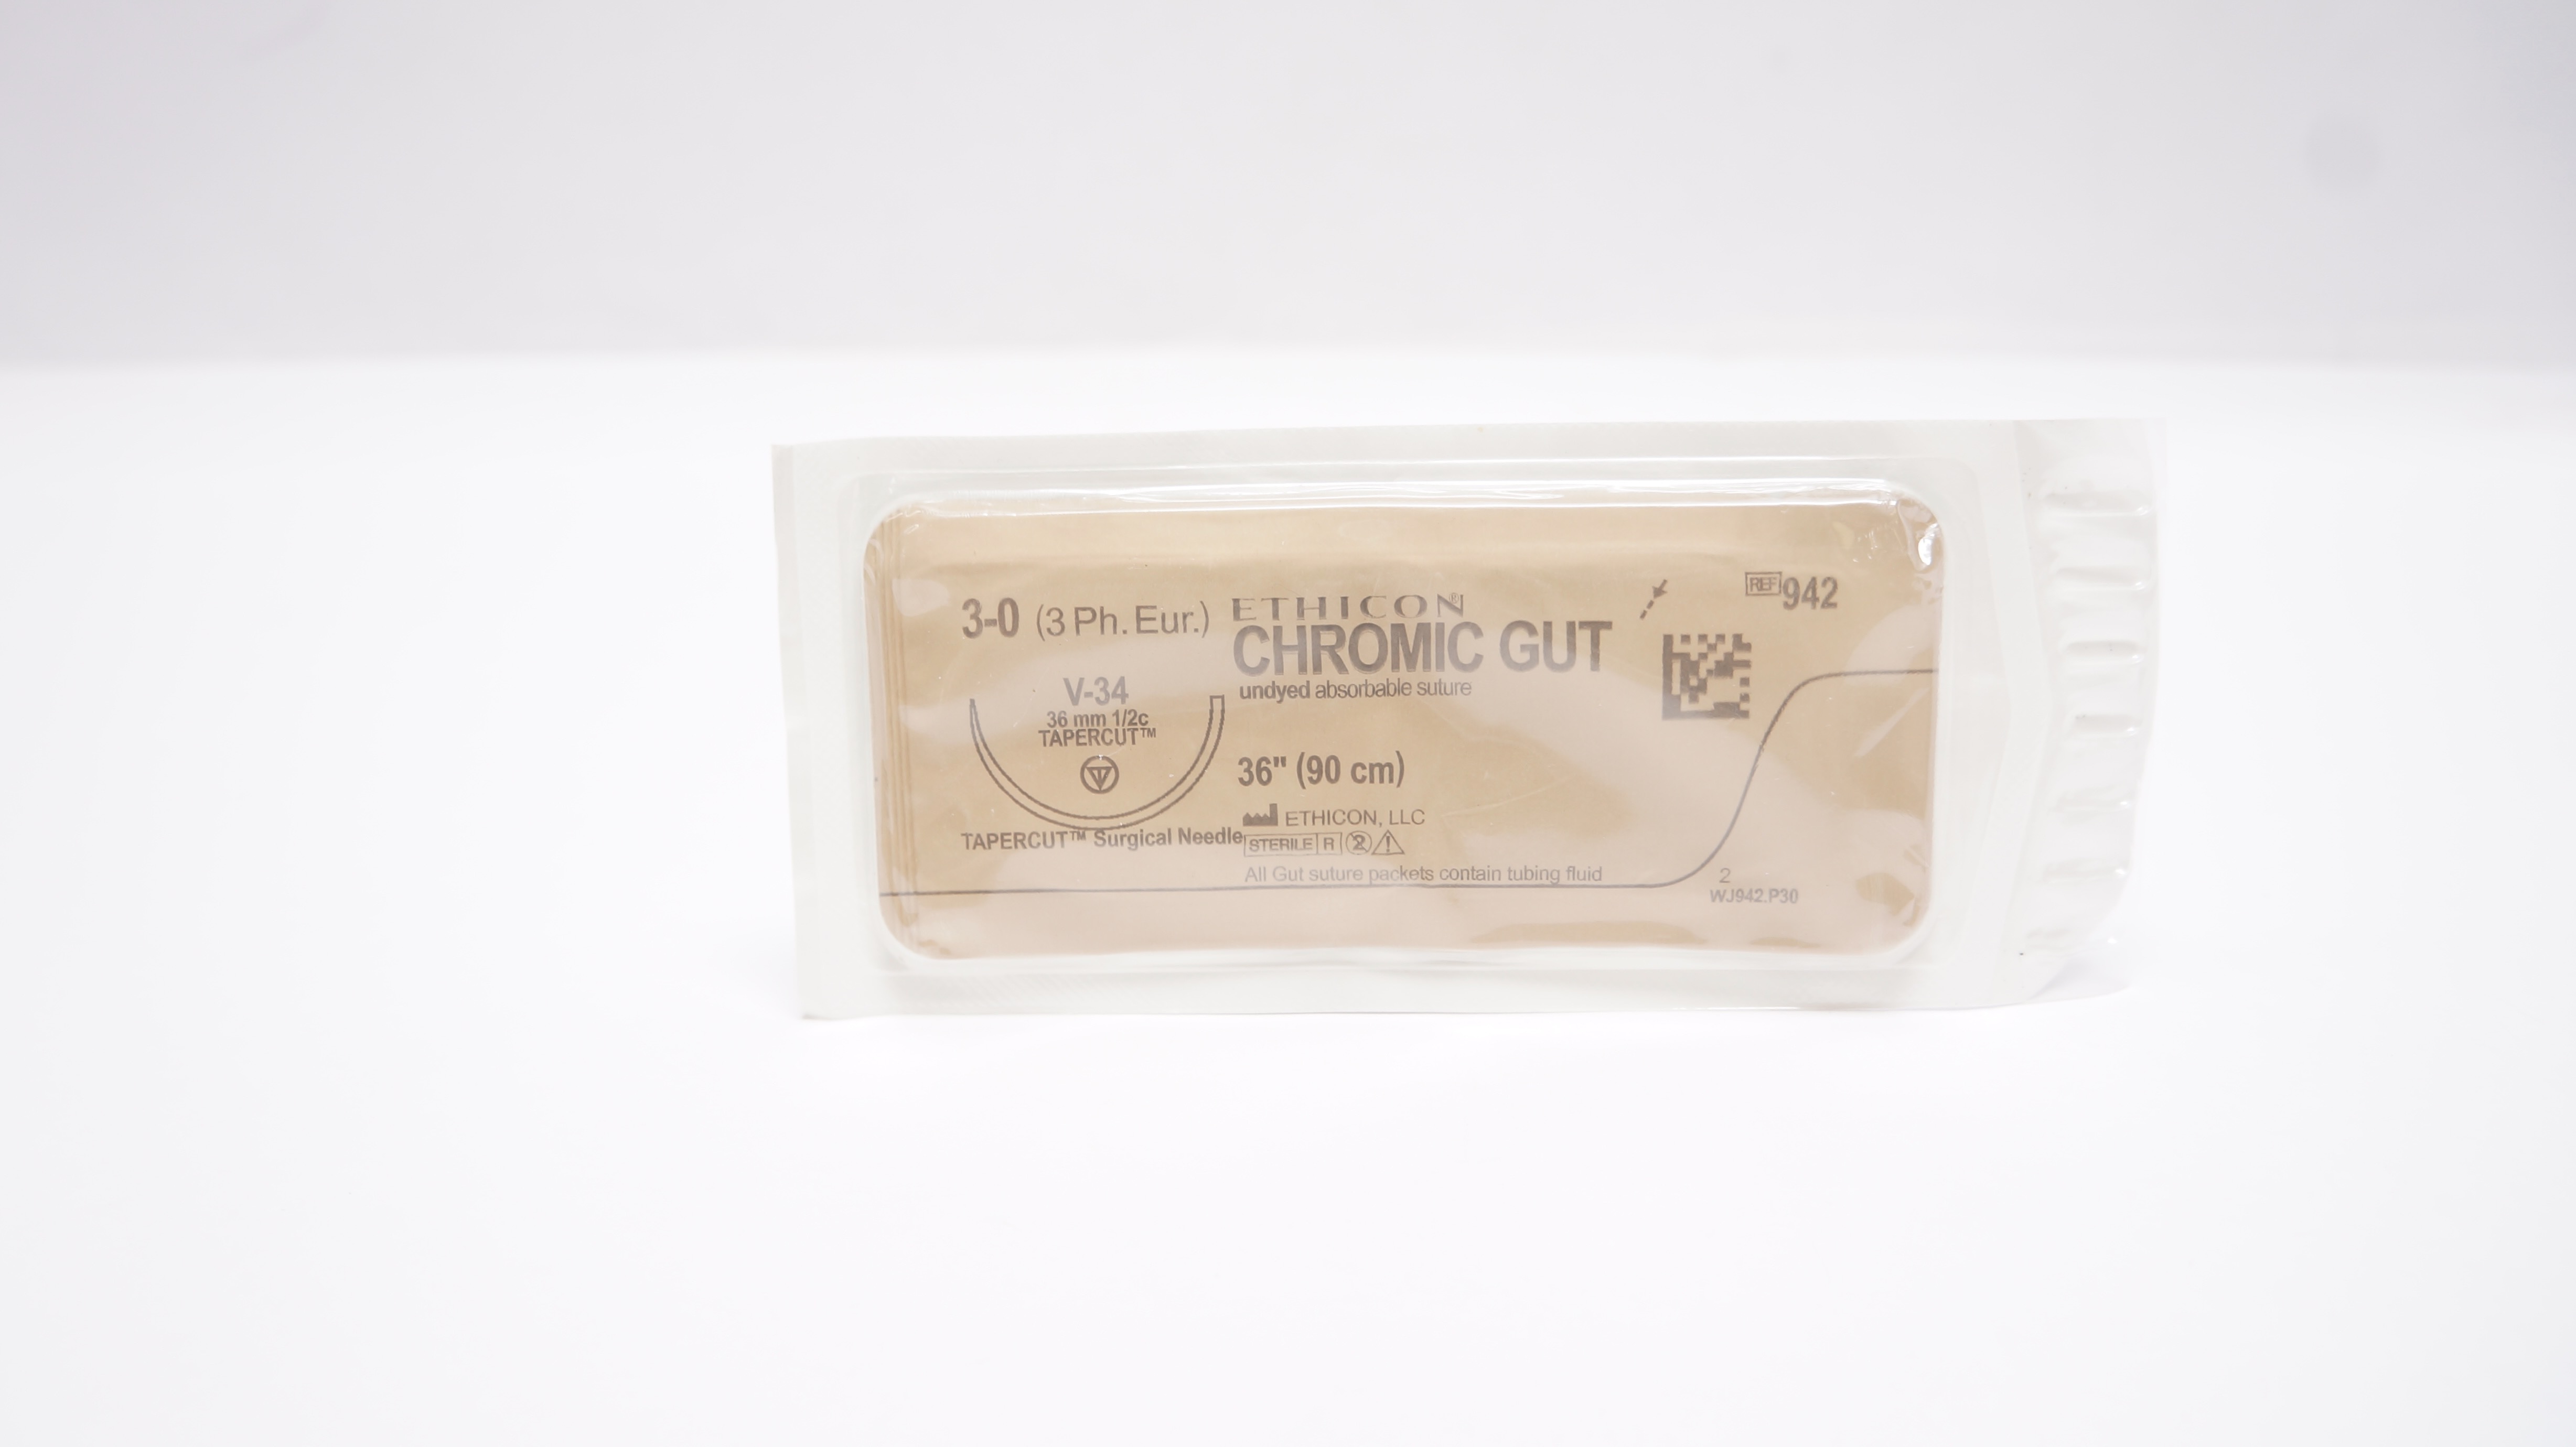 3-0 (3 Ph. Eur.)
V-34
36 mm 1/2c
TAPERCUT™
TAPERCUT™ Surgical Needle
ETHICON®
CHROMIC GUT
undyed absorbable suture
36" (90 cm)
ETHICON, LLC
STERILE R 2
All Gut suture packets contain tubing fluid
REF 942
2
WJ942.P30